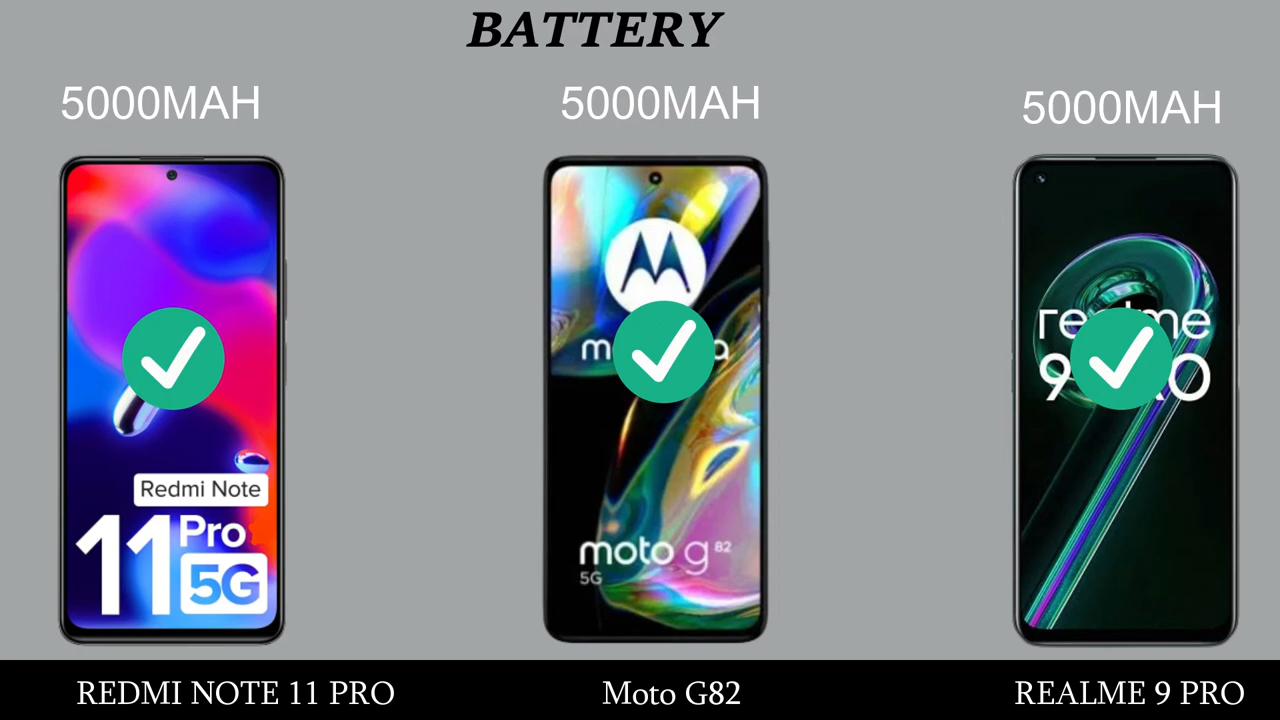 BATTERY
5000MAH
5000MAH
5000MAH
Redmi Note
11 Pro
5G
moto g 82
5G
REDMI NOTE 11 PRO
Moto G82
REALME 9 PRO